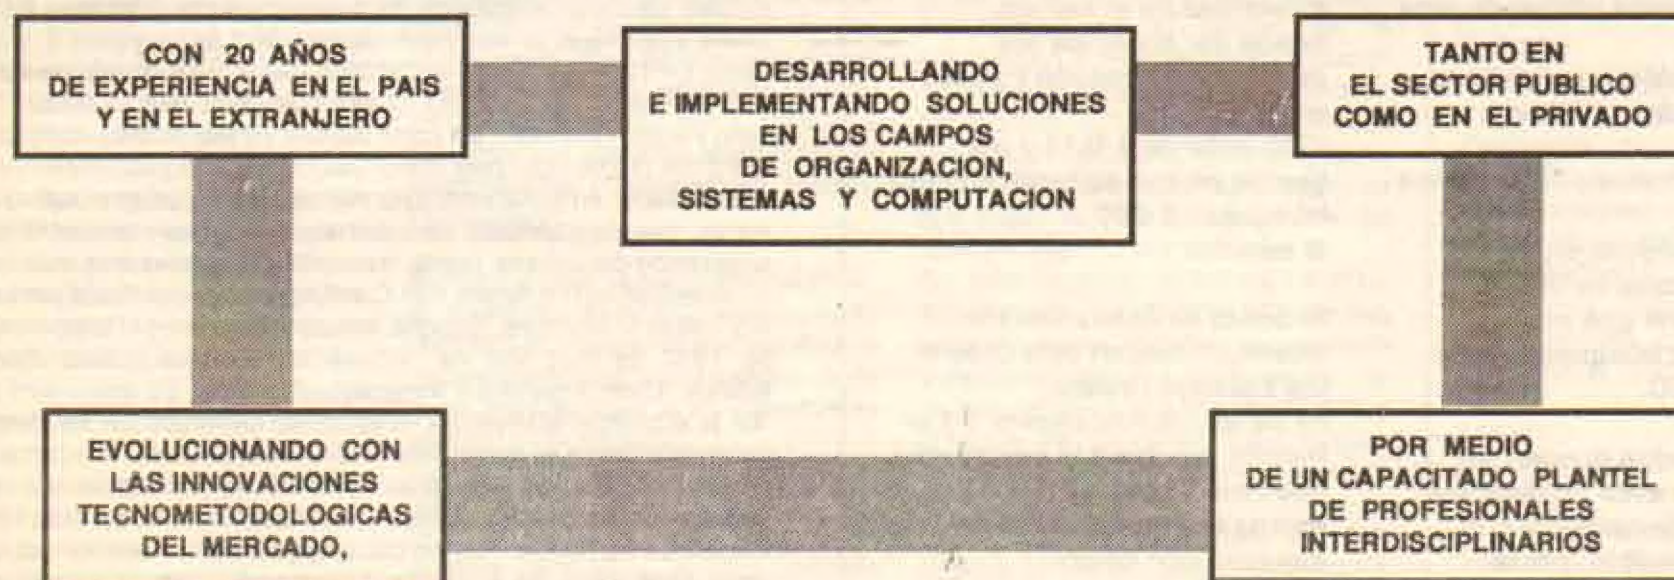 CON 20 AÑOS
DE EXPERIENCIA EN EL PAIS
Y EN EL EXTRANJERO
DESARROLLANDO
E IMPLEMENTANDO SOLUCIONES
EN LOS CAMPOS
DE ORGANIZACION,
SISTEMAS Y COMPUTACION
TANTO EN
EL SECTOR PUBLICO
COMO EN EL PRIVADO
EVOLUCIONANDO CON
LAS INNOVACIONES
TECNOMETODOLOGICAS
DEL MERCADO,
POR MEDIO
DE UN CAPACITADO PLANTEL
DE PROFESIONALES
INTERDISCIPLINARIOS